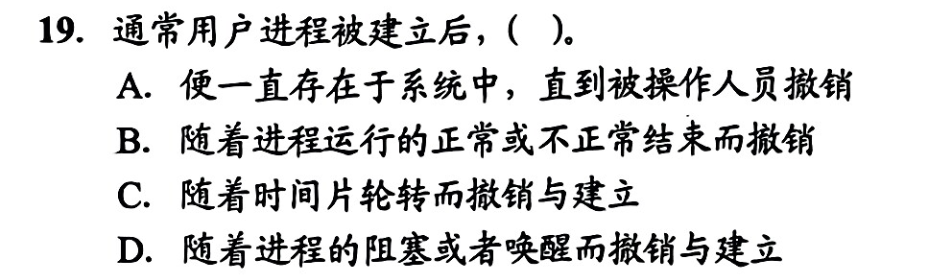 19. 通常用户进程被建立后，( )。
A. 便一直存在于系统中，直到被操作人员撤销
B. 随着进程运行的正常或不正常结束而撤销
C. 随着时间片轮转而撤销与建立
D. 随着进程的阻塞或者唤醒而撤销与建立